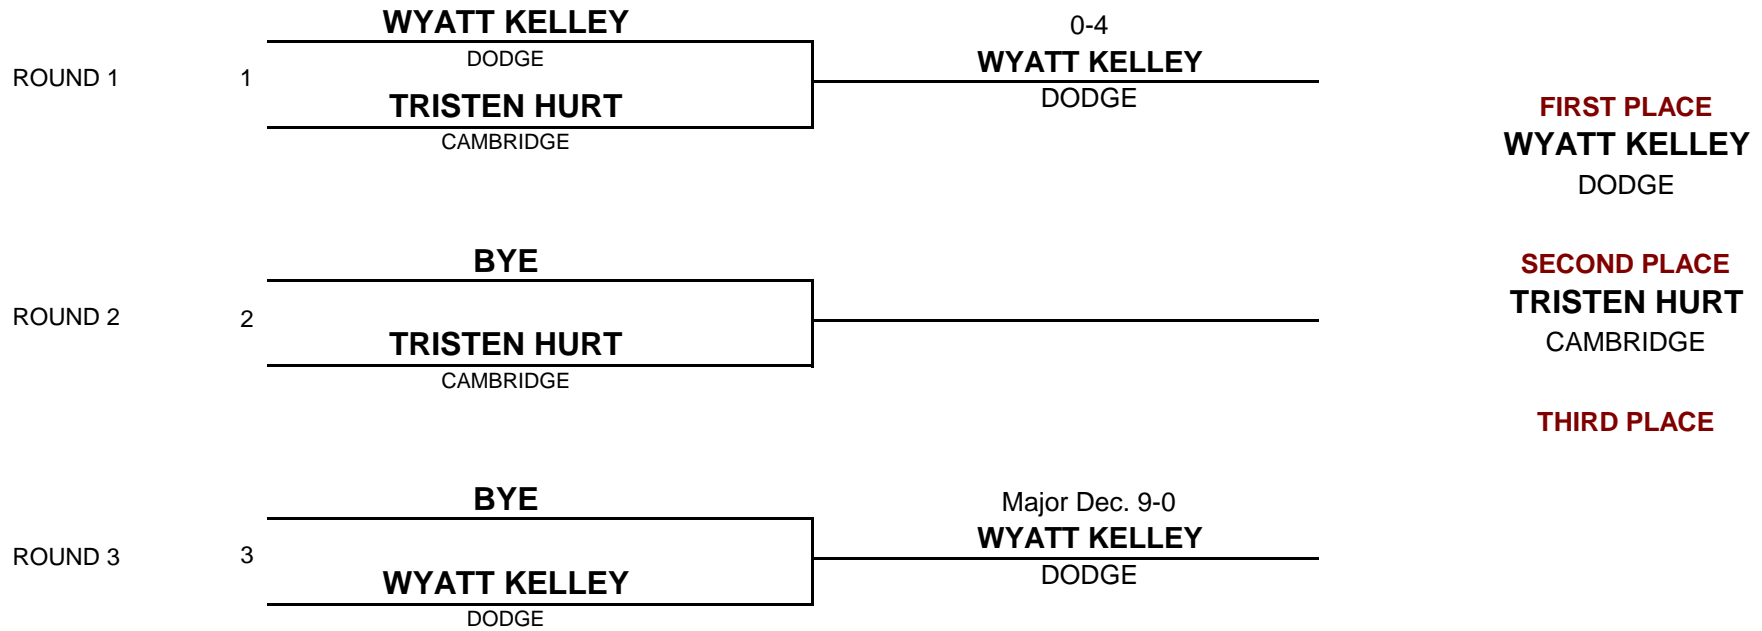 WYATT KELLEY
DODGE
ROUND 1
1
TRISTEN HURT
CAMBRIDGE
0-4
WYATT KELLEY
DODGE
BYE
ROUND 2
2
TRISTEN HURT
CAMBRIDGE
BYE
ROUND 3
3
WYATT KELLEY
DODGE
Major Dec. 9-0
WYATT KELLEY
DODGE
FIRST PLACE
WYATT KELLEY
DODGE
SECOND PLACE
TRISTEN HURT
CAMBRIDGE
THIRD PLACE